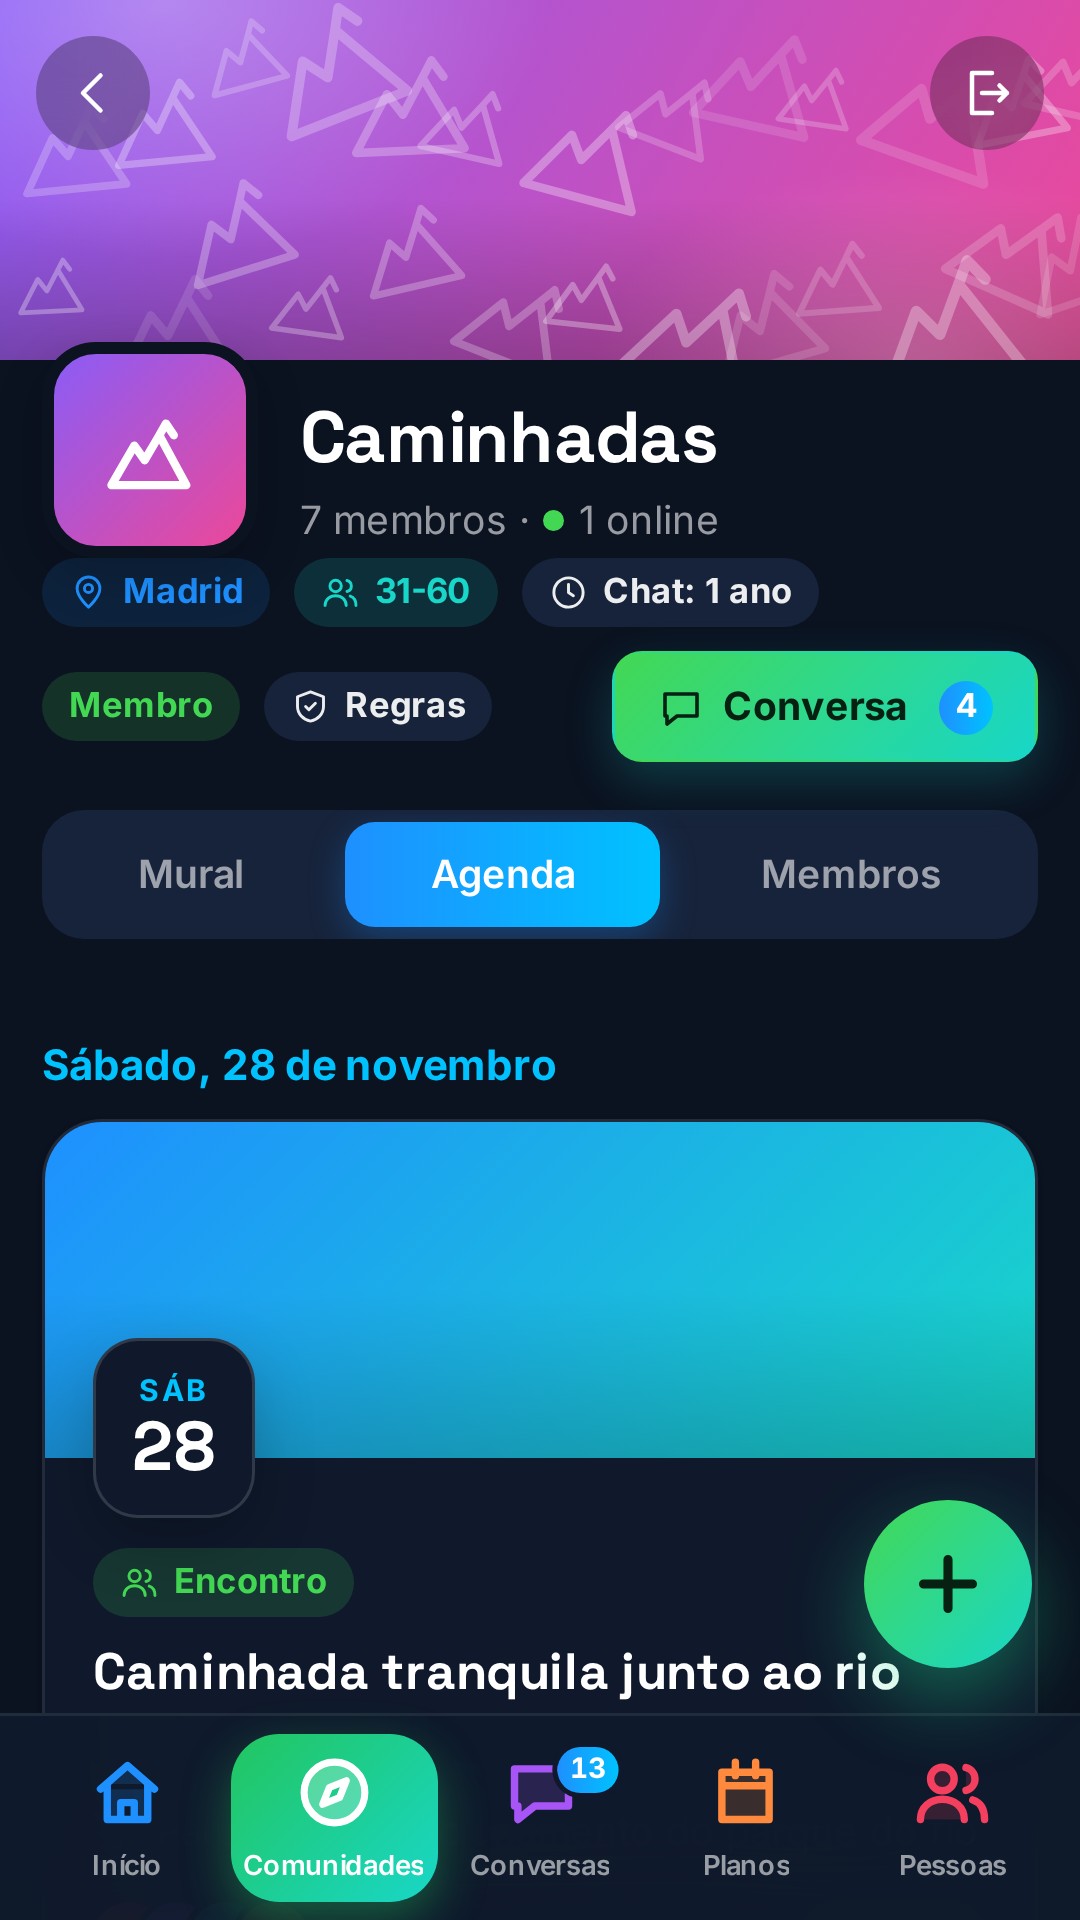 Caminhadas
7 membros · 1 online
Madrid
31-60
Chat: 1 ano
Membro
Regras
Conversa 4
Mural
Agenda
Membros
Sábado, 28 de novembro
SÁB
28
Encontro
Caminhada tranquila junto ao rio
13
Início
Comunidades
Conversas
Planos
Pessoas